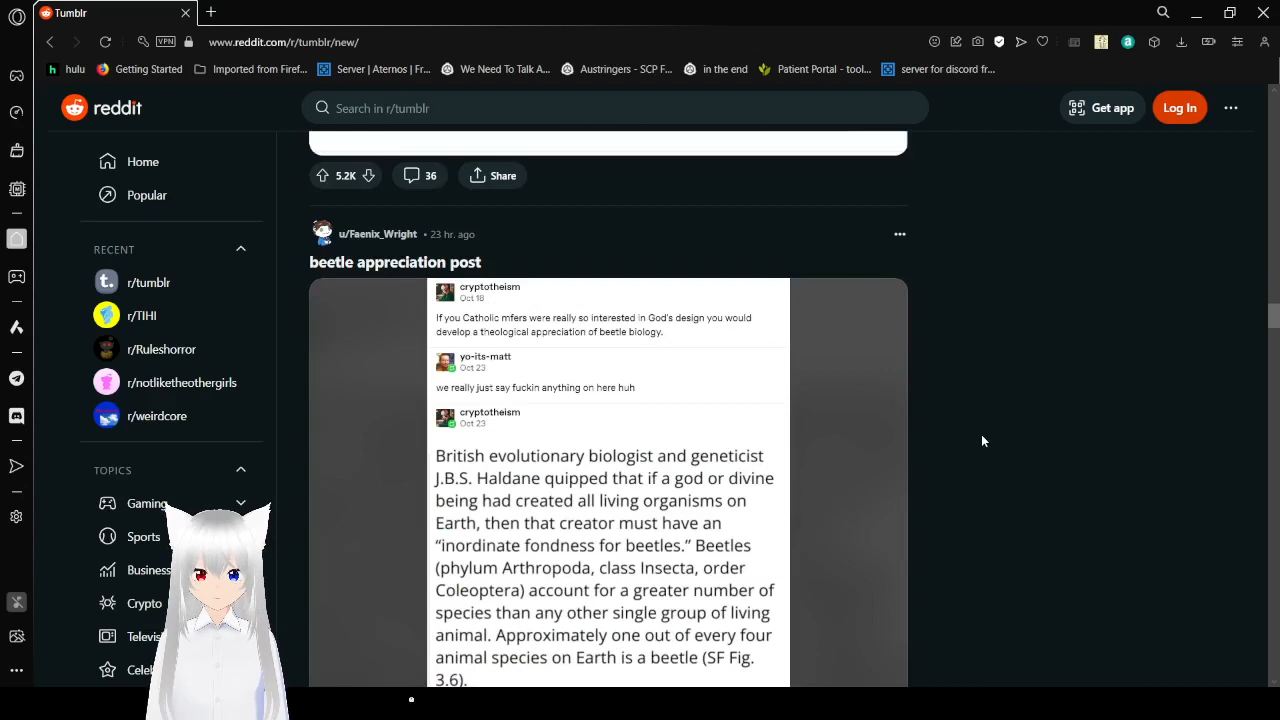 Tumblr
VPN
www.reddit.com/r/tumblr/new/
hulu
Getting Started
Imported from Firef...
Server | Aternos | Fr...
We Need To Talk A...
Austringers - SCP F...
in the end
Patient Portal - tool...
server for discord fr...
reddit
Search in r/tumblr
Get app
Log In
Home
Popular
RECENT
r/tumblr
r/TIHI
r/Ruleshorror
r/notliketheothergirls
r/weirdcore
TOPICS
Gaming
Sports
Business
Crypto
Televis
Celeb
5.2K
36
Share
u/Faenix_Wright • 23 hr. ago
beetle appreciation post
cryptotheism
Oct 18
If you Catholic mfers were really so interested in God's design you would
develop a theological appreciation of beetle biology.
yo-its-matt
Oct 23
we really just say fuckin anything on here huh
cryptotheism
Oct 23
British evolutionary biologist and geneticist
J.B.S. Haldane quipped that if a god or divine
being had created all living organisms on
Earth, then that creator must have an
“inordinate fondness for beetles.” Beetles
(phylum Arthropoda, class Insecta, order
Coleoptera) account for a greater number of
species than any other single group of living
animal. Approximately one out of every four
animal species on Earth is a beetle (SF Fig.
3.6).